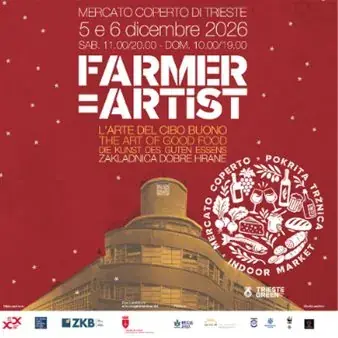 MERCATO COPERTO DI TRIESTE
5 e 6 dicembre 2026
SAB. 11.00/20.00 - DOM. 10.00/19.00
FARMER
=ARTiST
L'ARTE DEL CIBO BUONO
THE ART OF GOOD FOOD
DIE KUNST DES GUTEN ESSENS
ZAKLADNICA DOBRE HRANE
MERCATO COPERTO • POKRITA TRŽNICA
INDOOR MARKET
TRIESTE
GREEN
ZKB